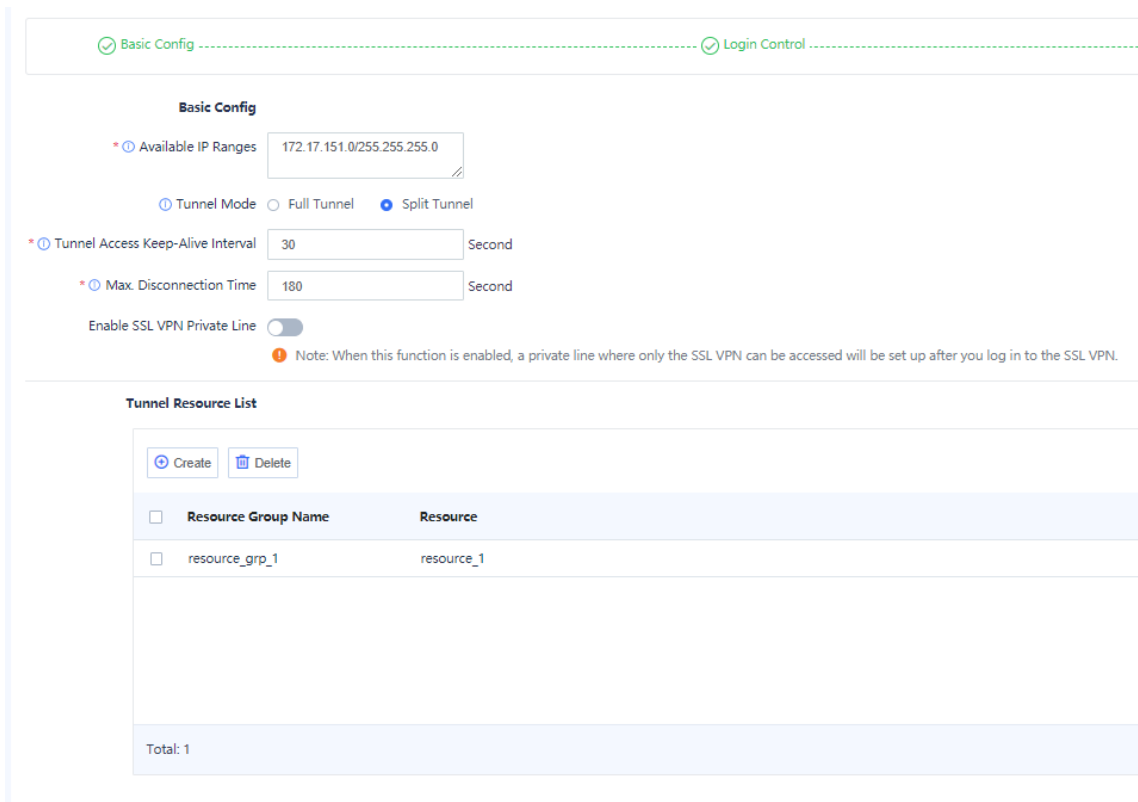 Basic Config Login Control
Basic Config
* Available IP Ranges 172.17.151.0/255.255.255.0
Tunnel Mode Full Tunnel Split Tunnel
* Tunnel Access Keep-Alive Interval 30 Second
* Max. Disconnection Time 180 Second
Enable SSL VPN Private Line
Note: When this function is enabled, a private line where only the SSL VPN can be accessed will be set up after you log in to the SSL VPN.
Tunnel Resource List
Create Delete
Resource Group Name Resource
resource_grp_1 resource_1
Total: 1